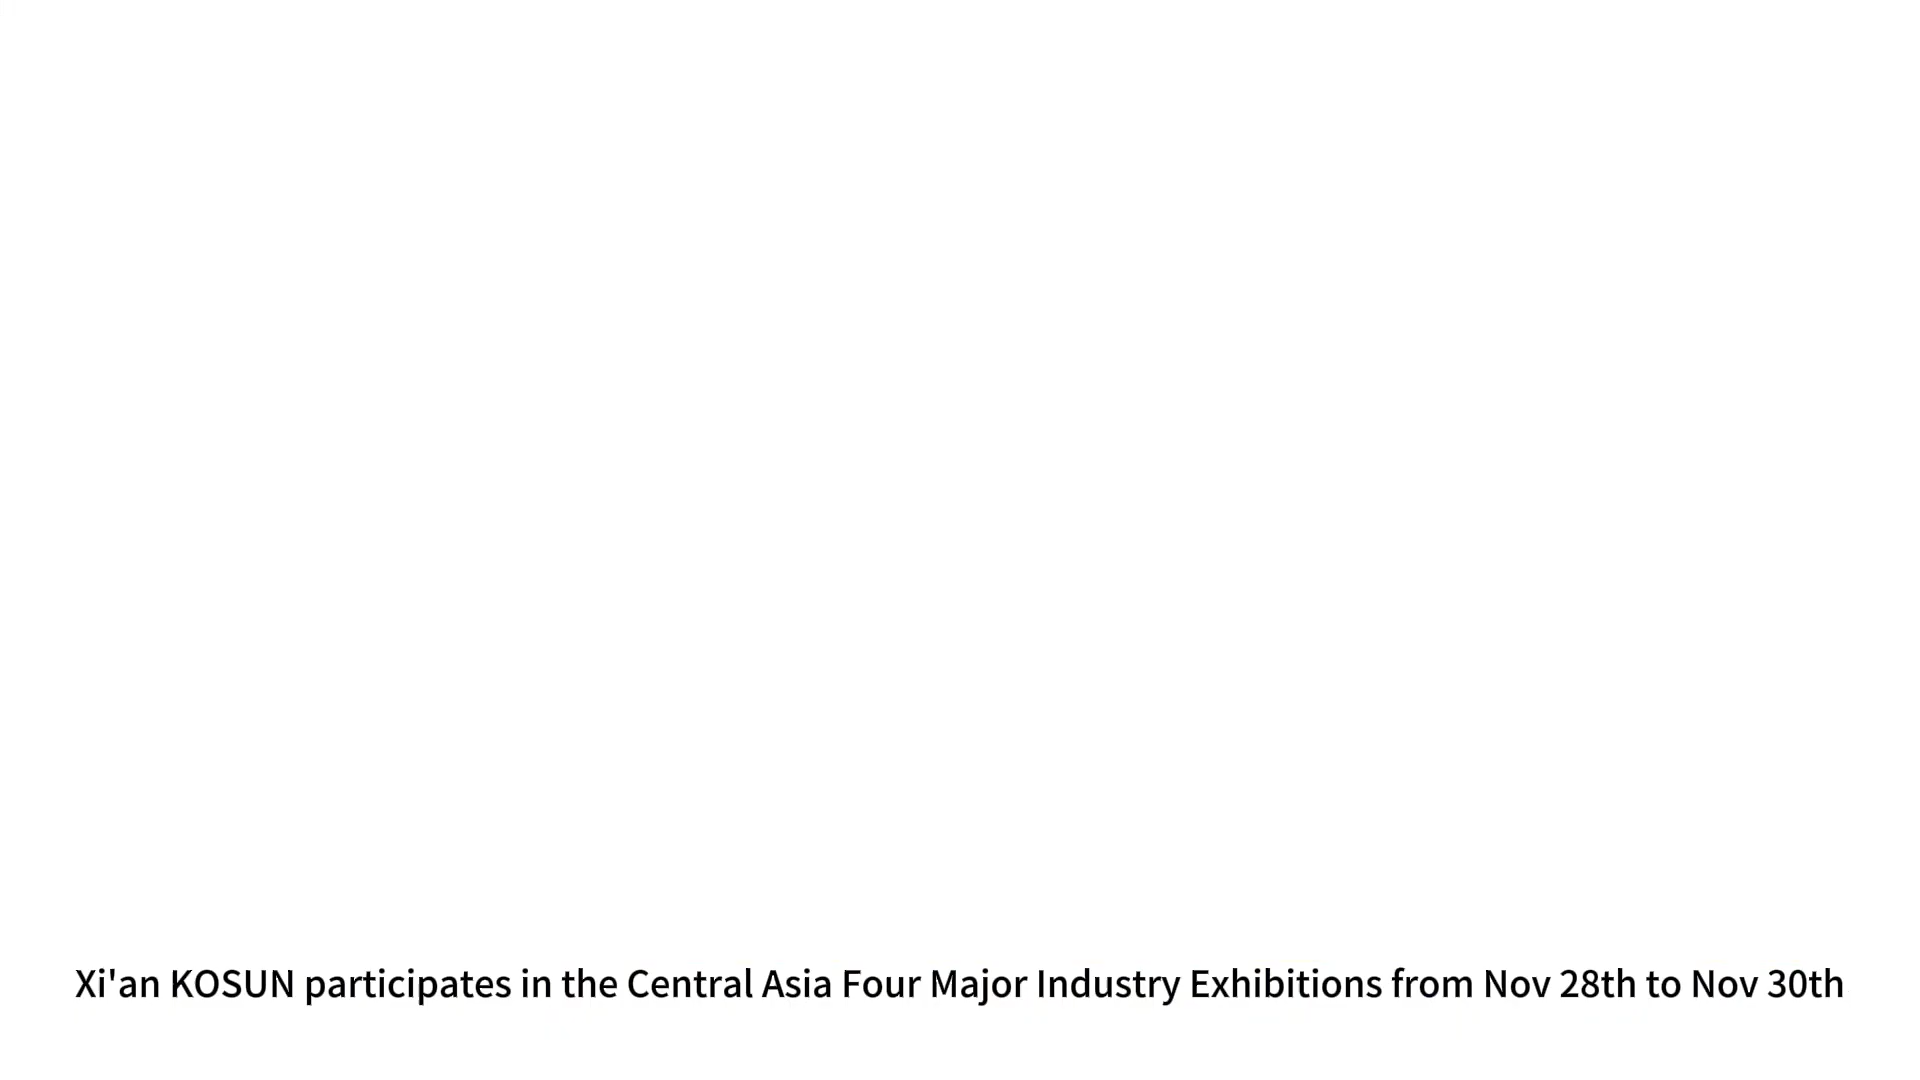 Xi'an KOSUN participates in the Central Asia Four Major Industry Exhibitions from Nov 28th to Nov 30th